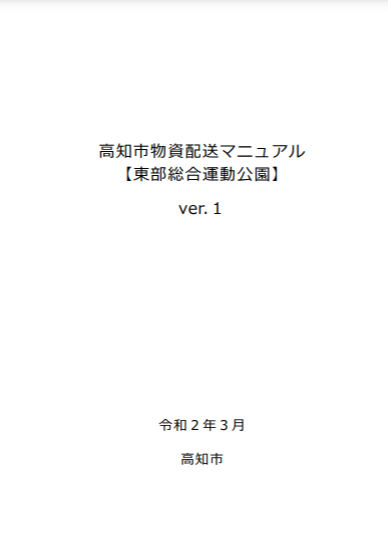 高知市物資配送マニュアル
【東部総合運動公園】
ver.１
令和２年３月
高知市